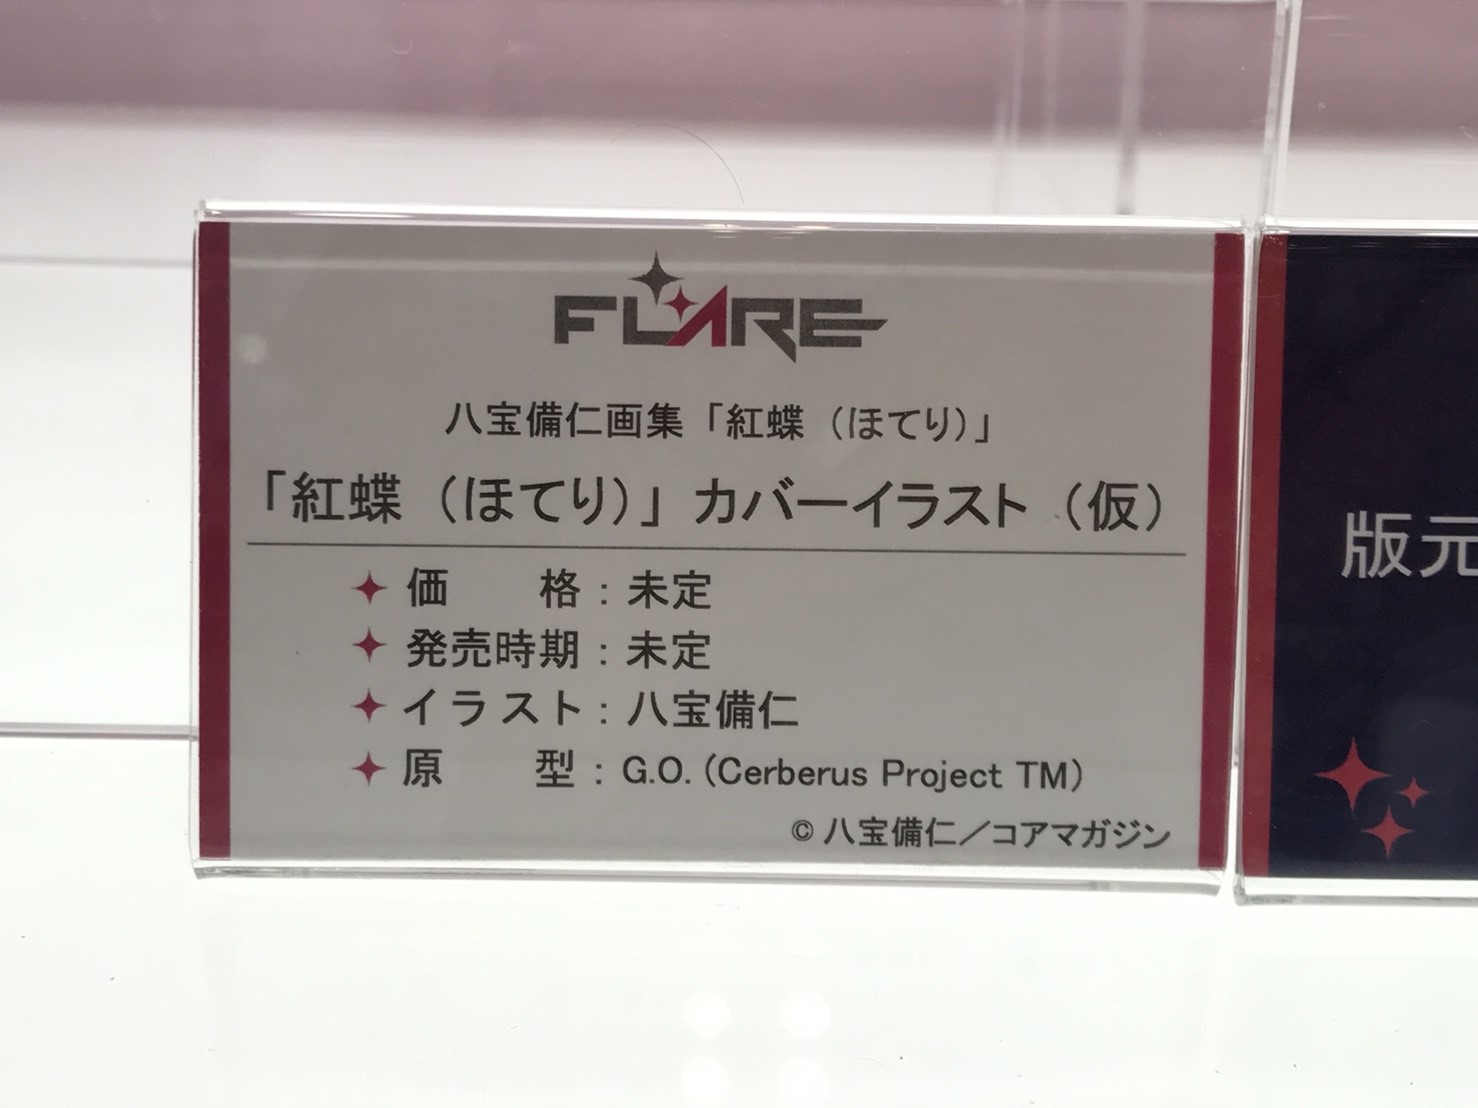 FLARE
八宝備仁画集「紅蝶（ほてり）」
「紅蝶（ほてり）」カバーイラスト（仮）
価　　格：未定
発売時期：未定
イラスト：八宝備仁
原　　型：G.O.(Cerberus Project TM)
© 八宝備仁／コアマガジン
版元